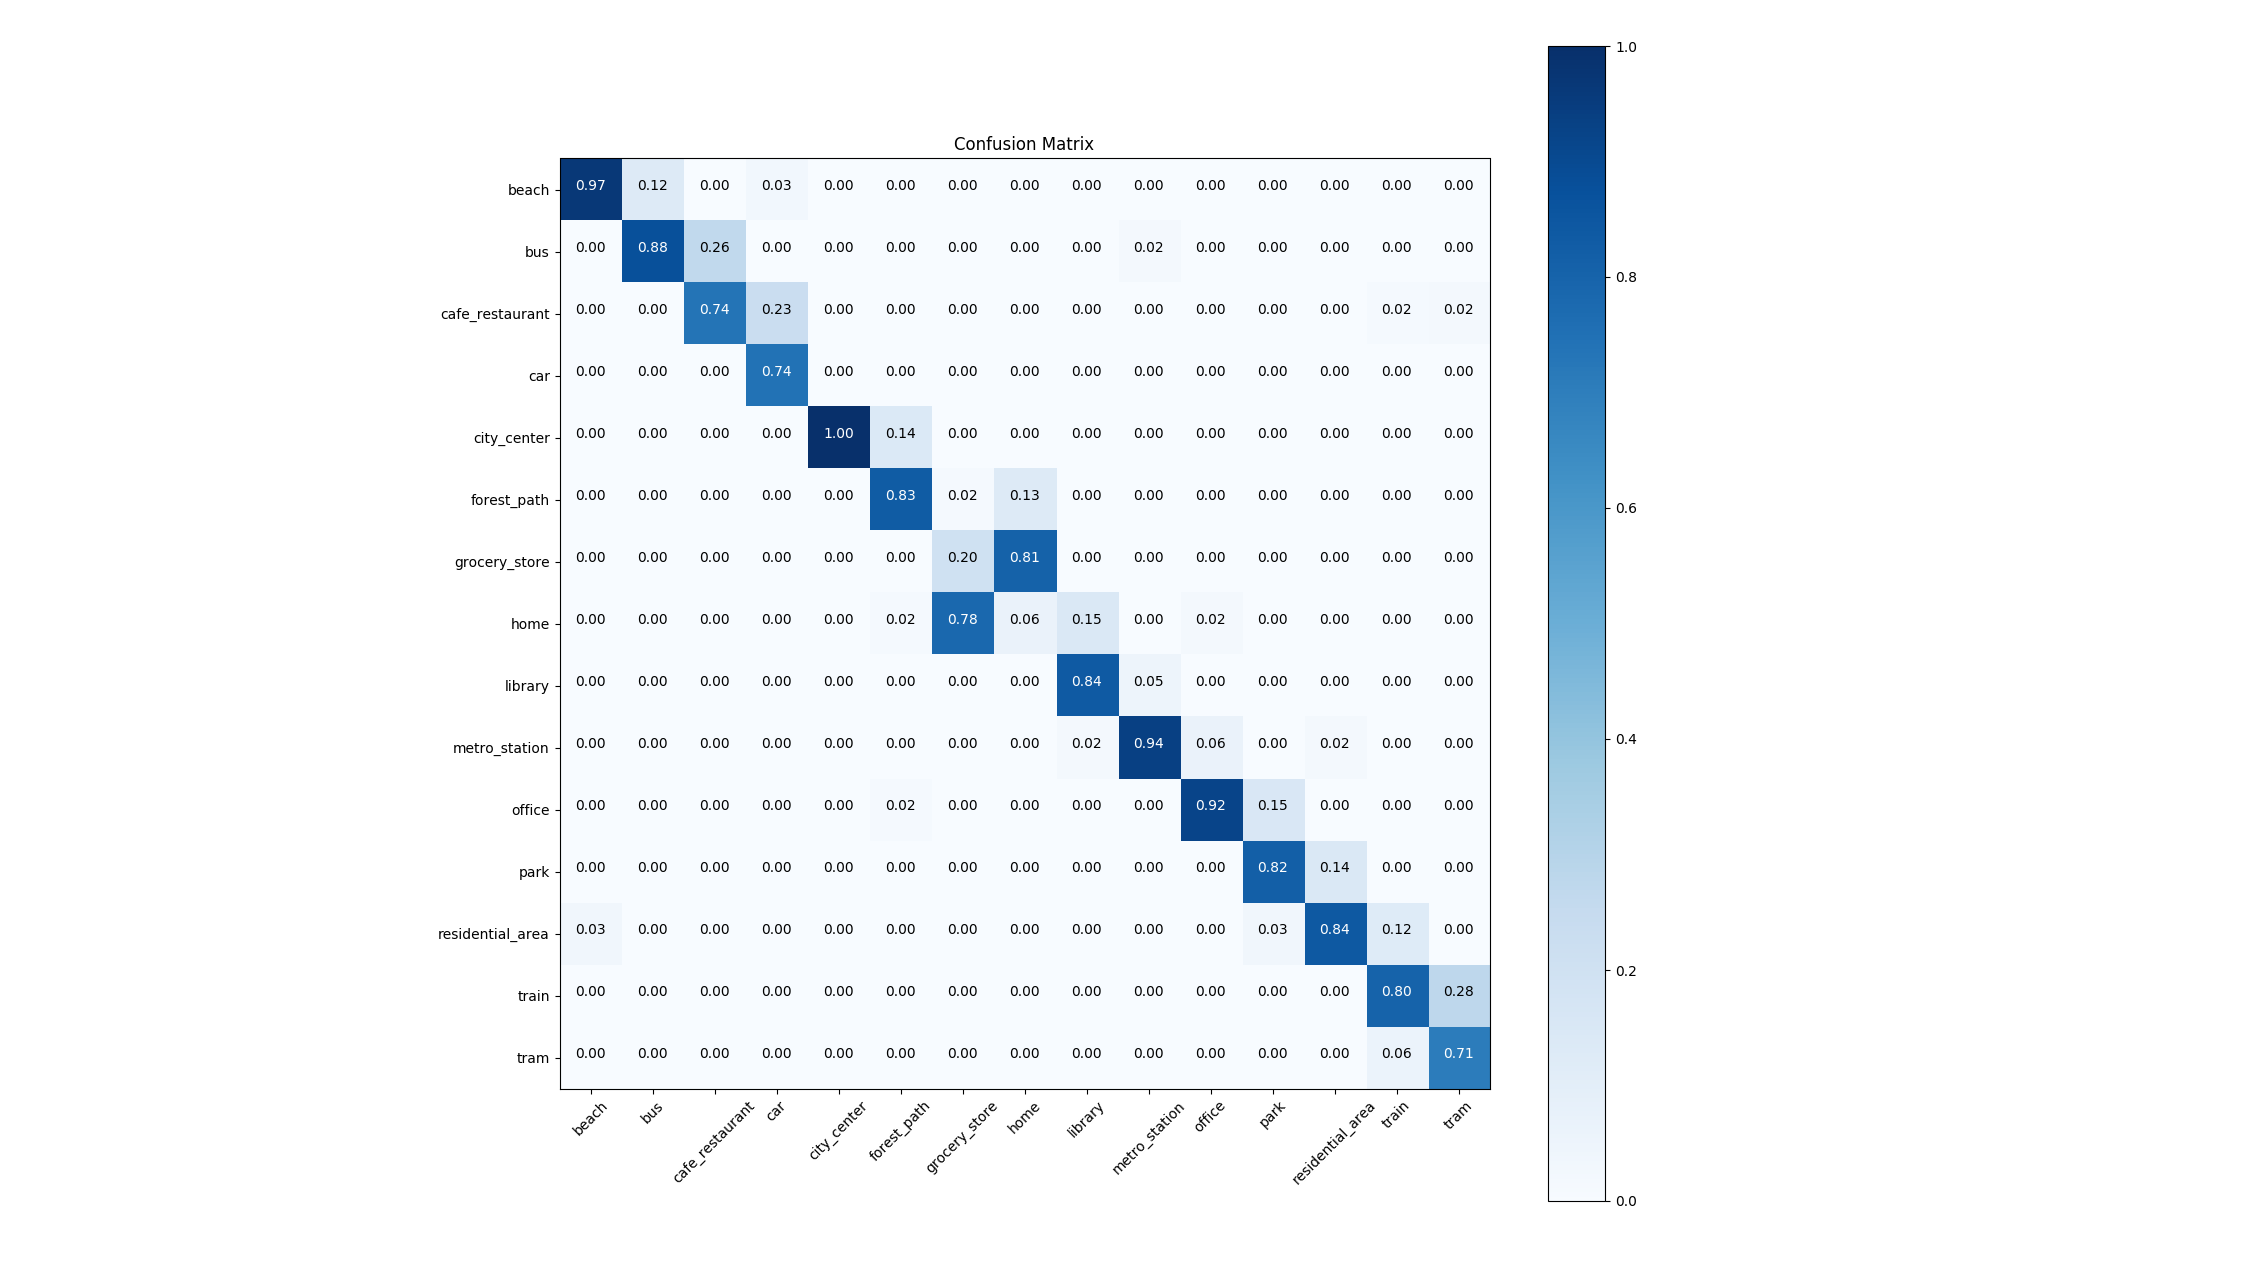 Confusion Matrix
beach 0.97 0.12 0.00 0.03 0.00 0.00 0.00 0.00 0.00 0.00 0.00 0.00 0.00 0.00 0.00
bus 0.00 0.88 0.26 0.00 0.00 0.00 0.00 0.00 0.00 0.02 0.00 0.00 0.00 0.00 0.00
cafe_restaurant 0.00 0.00 0.74 0.23 0.00 0.00 0.00 0.00 0.00 0.00 0.00 0.00 0.00 0.02 0.02
car 0.00 0.00 0.00 0.74 0.00 0.00 0.00 0.00 0.00 0.00 0.00 0.00 0.00 0.00 0.00
city_center 0.00 0.00 0.00 0.00 1.00 0.14 0.00 0.00 0.00 0.00 0.00 0.00 0.00 0.00 0.00
forest_path 0.00 0.00 0.00 0.00 0.00 0.83 0.02 0.13 0.00 0.00 0.00 0.00 0.00 0.00 0.00
grocery_store 0.00 0.00 0.00 0.00 0.00 0.00 0.20 0.81 0.00 0.00 0.00 0.00 0.00 0.00 0.00
home 0.00 0.00 0.00 0.00 0.00 0.02 0.78 0.06 0.15 0.00 0.02 0.00 0.00 0.00 0.00
library 0.00 0.00 0.00 0.00 0.00 0.00 0.00 0.00 0.84 0.05 0.00 0.00 0.00 0.00 0.00
metro_station 0.00 0.00 0.00 0.00 0.00 0.00 0.00 0.00 0.02 0.94 0.06 0.00 0.02 0.00 0.00
office 0.00 0.00 0.00 0.00 0.00 0.02 0.00 0.00 0.00 0.00 0.92 0.15 0.00 0.00 0.00
park 0.00 0.00 0.00 0.00 0.00 0.00 0.00 0.00 0.00 0.00 0.00 0.82 0.14 0.00 0.00
residential_area 0.03 0.00 0.00 0.00 0.00 0.00 0.00 0.00 0.00 0.00 0.00 0.03 0.84 0.12 0.00
train 0.00 0.00 0.00 0.00 0.00 0.00 0.00 0.00 0.00 0.00 0.00 0.00 0.00 0.80 0.28
tram 0.00 0.00 0.00 0.00 0.00 0.00 0.00 0.00 0.00 0.00 0.00 0.00 0.00 0.06 0.71
beach bus cafe_restaurant car city_center forest_path grocery_store home library metro_station office park residential_area train tram
1.0
0.8
0.6
0.4
0.2
0.0